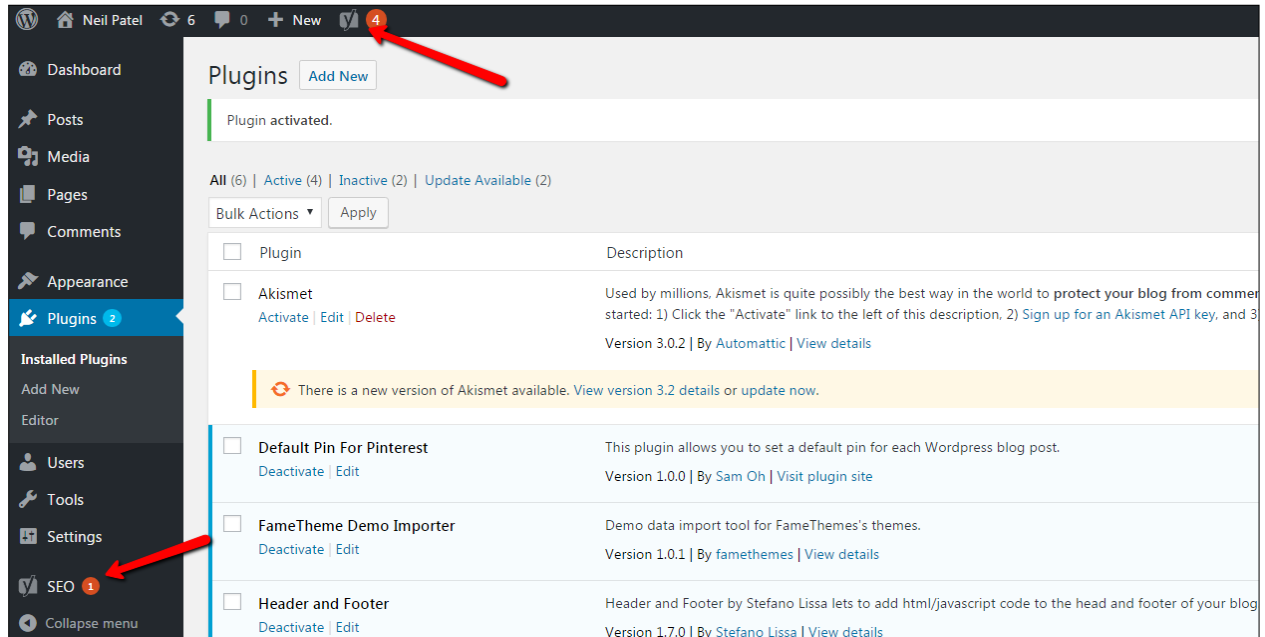 Neil Patel 6 0 + New 4
Dashboard
Posts
Media
Pages
Comments
Appearance
Plugins 2
Installed Plugins
Add New
Editor
Users
Tools
Settings
SEO 1
Collapse menu
Plugins Add New
Plugin activated.
All (6) | Active (4) | Inactive (2) | Update Available (2)
Bulk Actions Apply
Plugin Description
Akismet
Activate | Edit | Delete
Used by millions, Akismet is quite possibly the best way in the world to protect your blog from
started: 1) Click the "Activate" link to the left of this description, 2) Sign up for an Akismet API key, and 3
Version 3.0.2 | By Automattic | View details
There is a new version of Akismet available. View version 3.2 details or update now.
Default Pin For Pinterest
Deactivate | Edit
This plugin allows you to set a default pin for each Wordpress blog post.
Version 1.0.0 | By Sam Oh | Visit plugin site
FameTheme Demo Importer
Deactivate | Edit
Demo data import tool for FameThemes's themes.
Version 1.0.1 | By famethemes | View details
Header and Footer
Deactivate | Edit
Header and Footer by Stefano Lissa lets to add html/javascript code to the head and footer of your blog
Version 1.7.0 | By Stefano Lissa | View details